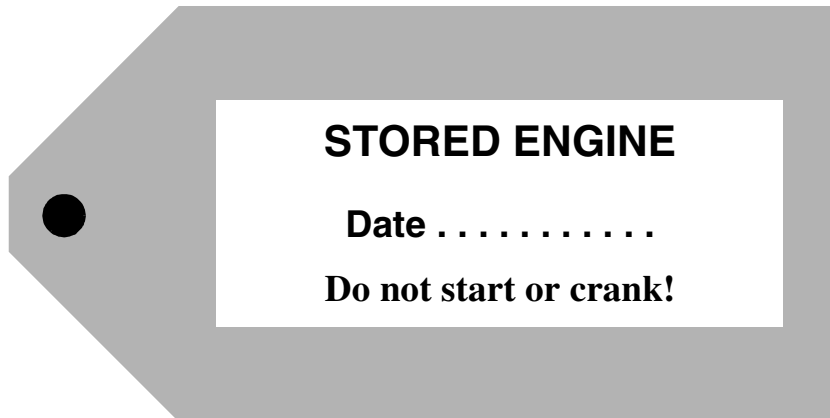 STORED ENGINE
Date . . . . . . . . . . .
Do not start or crank!